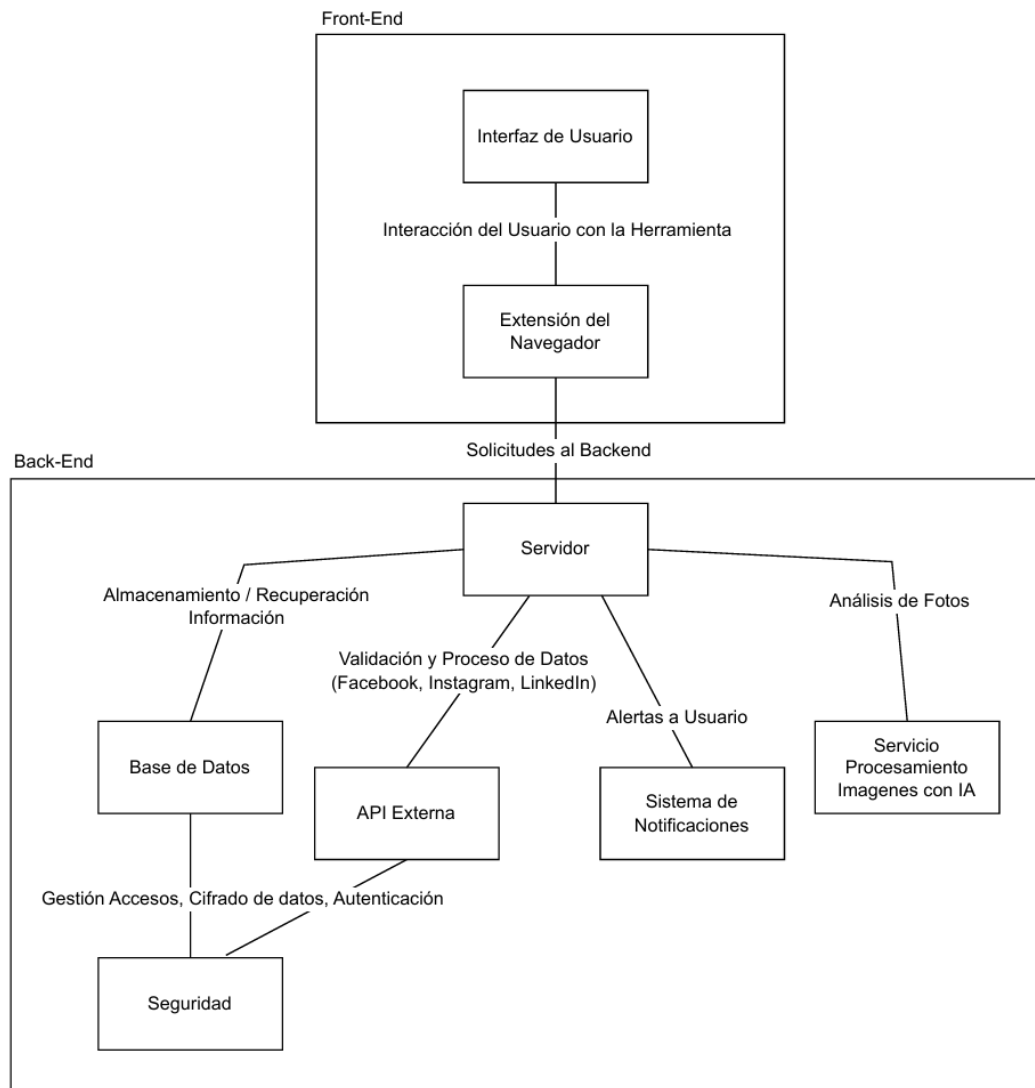 Front-End
Interfaz de Usuario
Interacción del Usuario con la Herramienta
Extensión del
Navegador
Solicitudes al Backend
Back-End
Servidor
Almacenamiento / Recuperación
Información
Validación y Proceso de Datos
(Facebook, Instagram, LinkedIn)
Alertas a Usuario
Análisis de Fotos
Base de Datos
API Externa
Sistema de
Notificaciones
Servicio
Procesamiento
Imagenes con IA
Gestión Accesos, Cifrado de datos, Autenticación
Seguridad